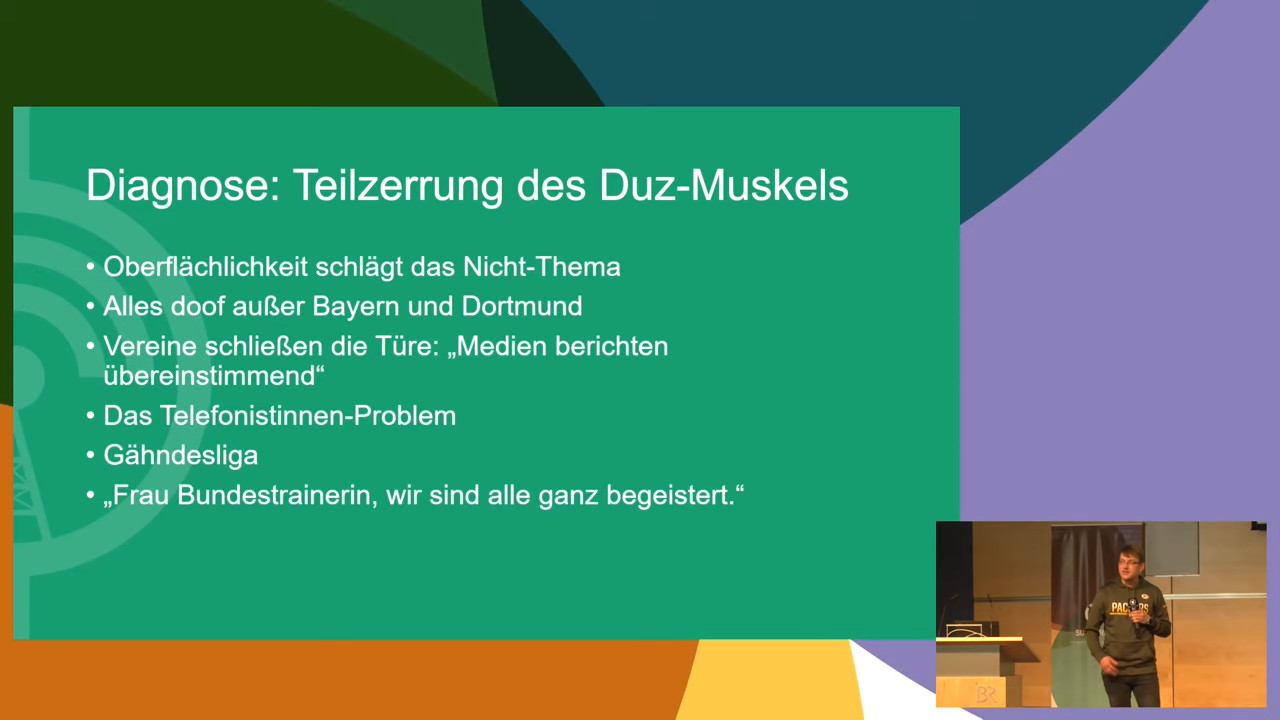 Diagnose: Teilzerrung des Duz-Muskels
• Oberflächlichkeit schlägt das Nicht-Thema
• Alles doof außer Bayern und Dortmund
• Vereine schließen die Türe: „Medien berichten
übereinstimmend“
• Das Telefonistinnen-Problem
• Gähndesliga
• „Frau Bundestrainerin, wir sind alle ganz begeistert.“
BR